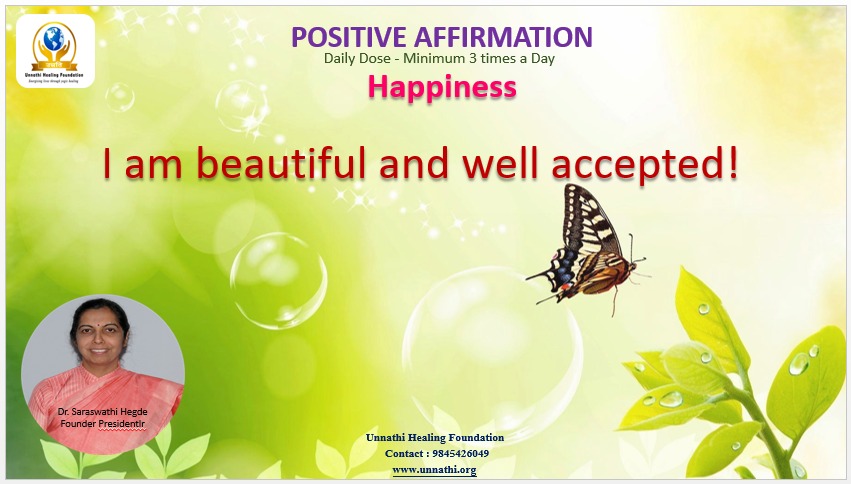 POSITIVE AFFIRMATION
Daily Dose - Minimum 3 times a Day
Happiness
I am beautiful and well accepted!
Unnathi Healing Foundation
Dr. Saraswathi Hegde
Founder PresidentIr
Unnathi Healing Foundation
Contact : 9845426049
www.unnathi.org